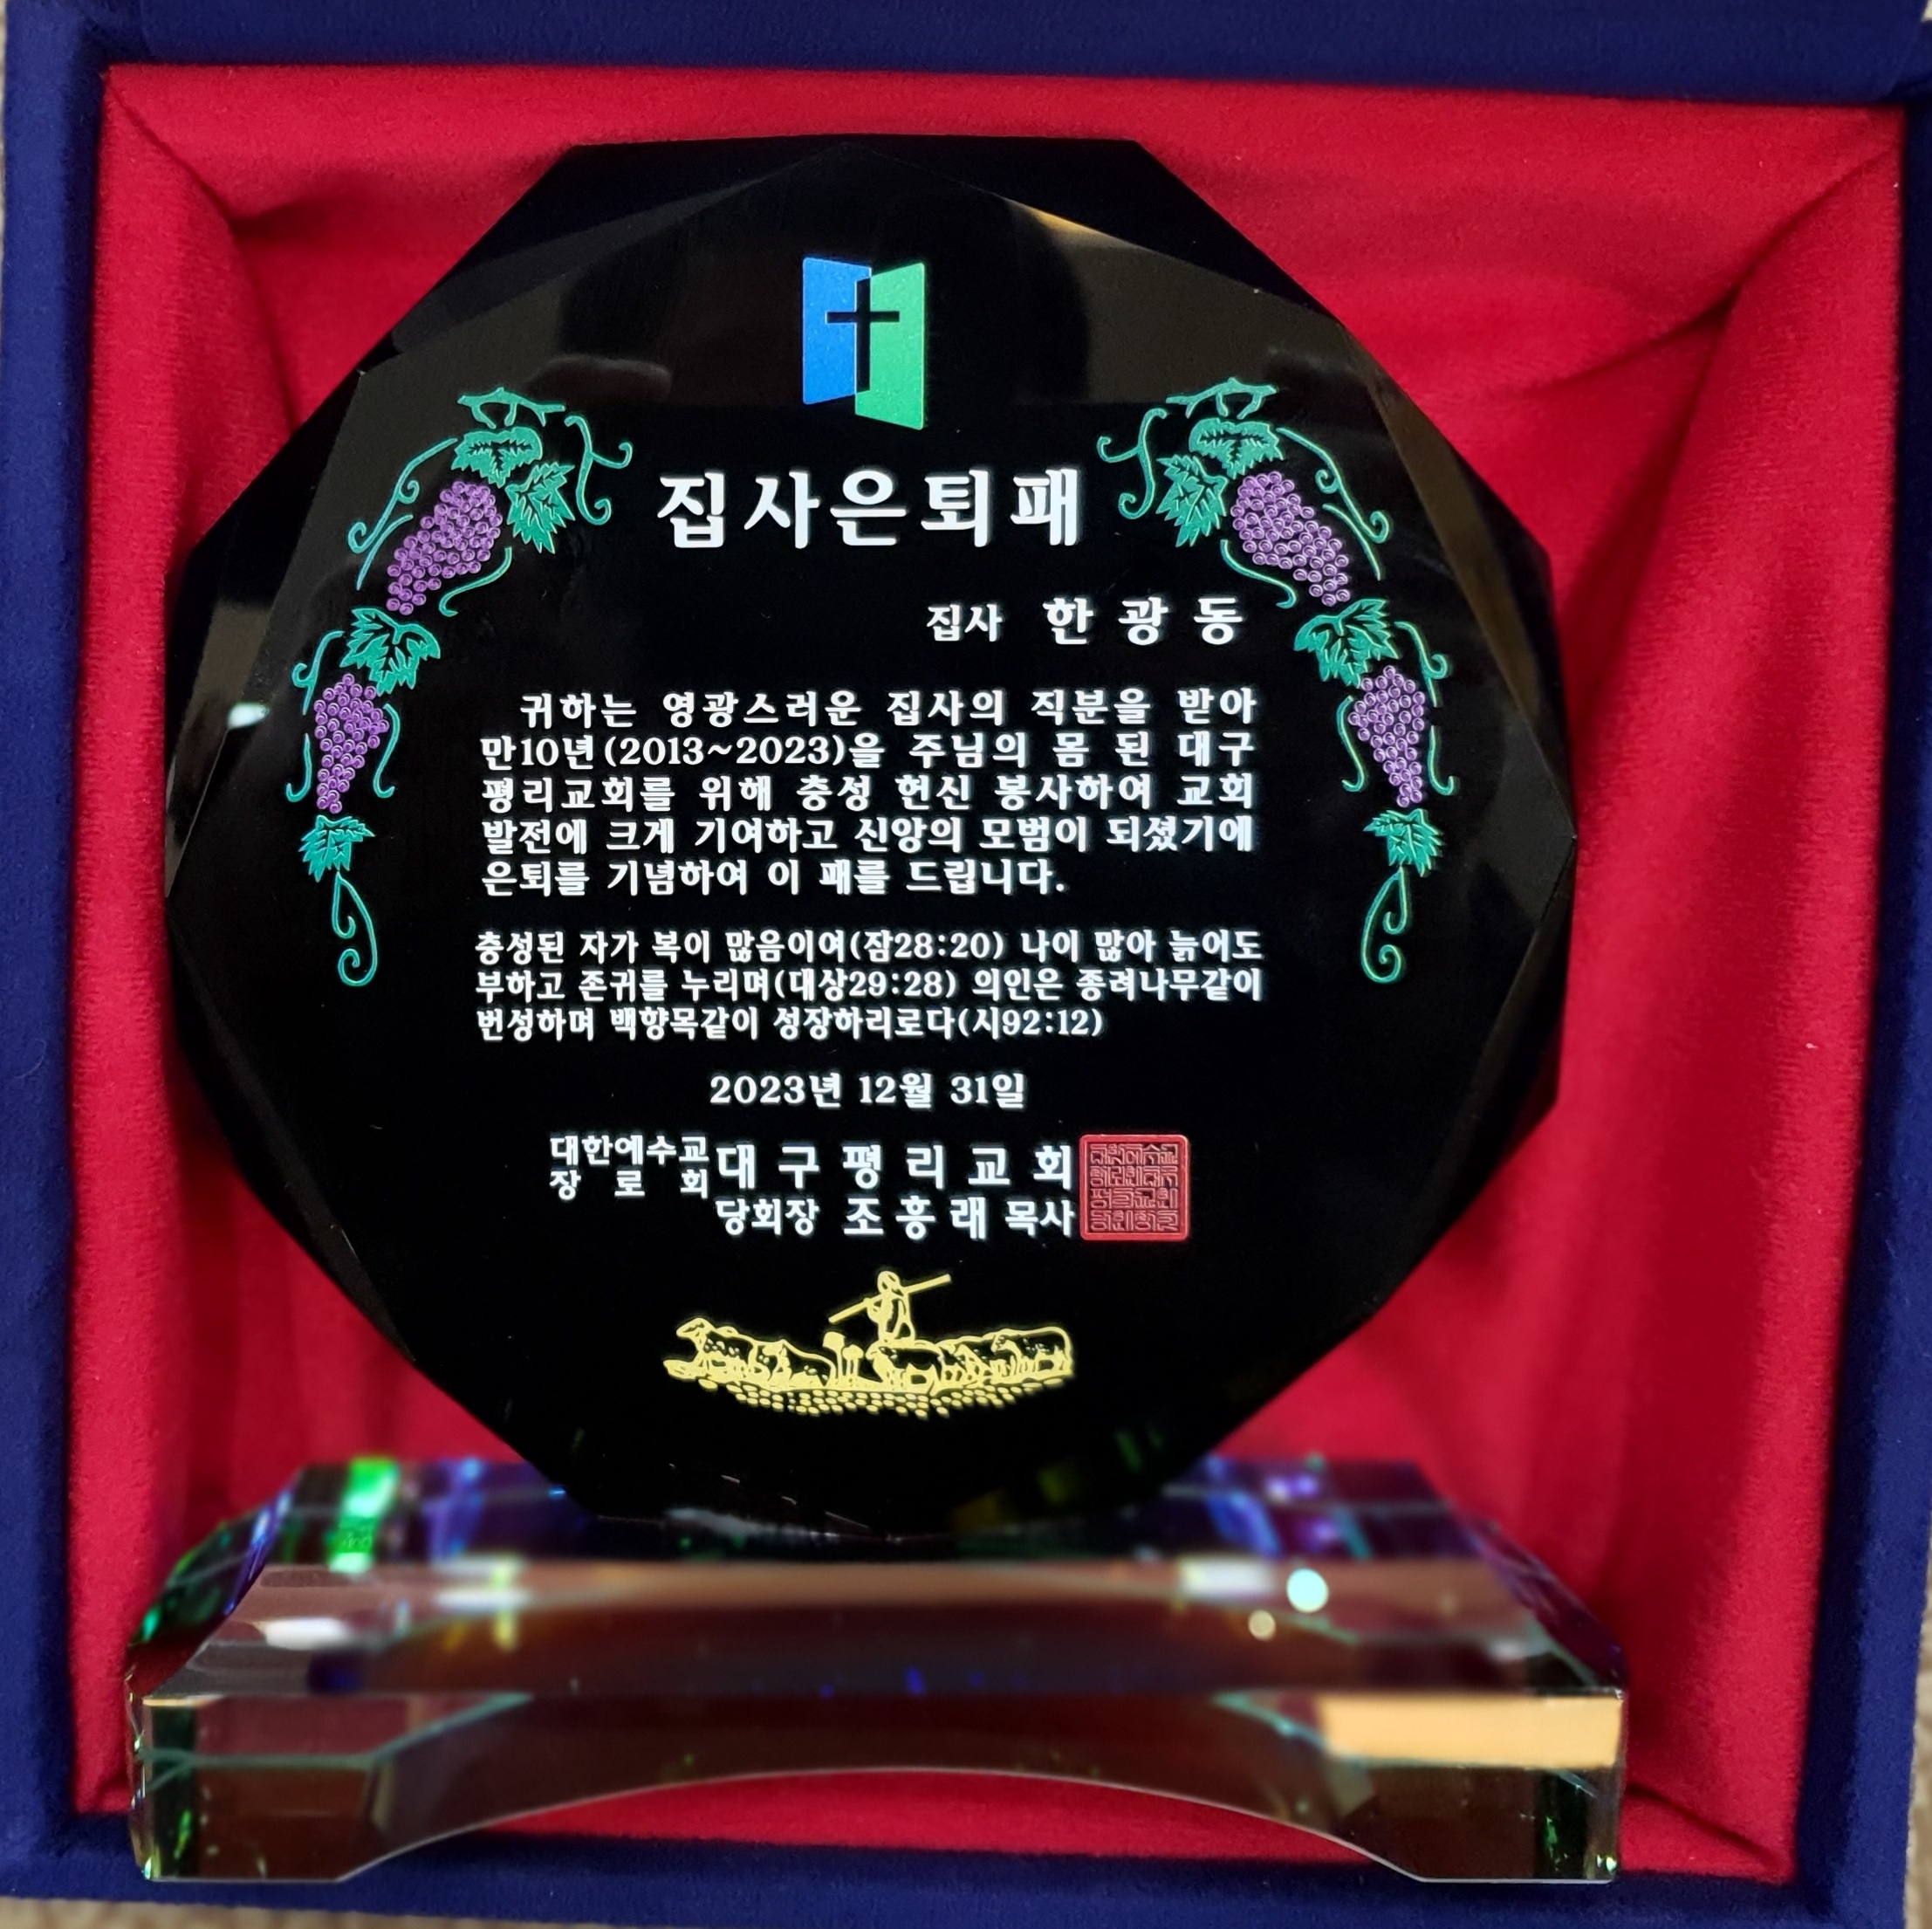 집사은퇴패
집사 한광동
귀하는 영광스러운 집사의 직분을 받아
만10년(2013~2023)을 주님의 몸 된 대구
평리교회를 위해 충성 헌신 봉사하여 교회
발전에 크게 기여하고 신앙의 모범이 되셨기에
은퇴를 기념하여 이 패를 드립니다.
충성된 자가 복이 많음이여(잠28:20) 나이 많아 늙어도
부하고 존귀를 누리며(대상29:28) 의인은 종려나무같이
번성하며 백향목같이 성장하리로다(시92:12)
2023년 12월 31일
대한예수교
장로회
대구평리교회
당회장 조흥래 목사